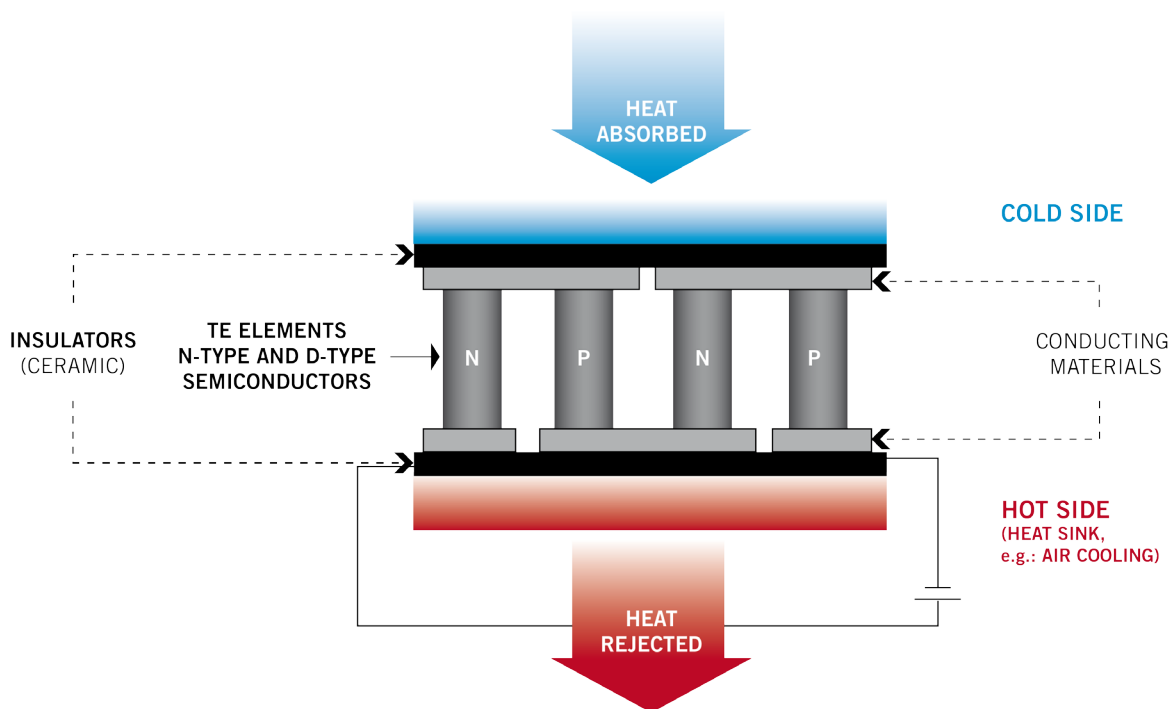 HEAT
ABSORBED
COLD SIDE
INSULATORS
(CERAMIC)
TE ELEMENTS
N-TYPE AND D-TYPE
SEMICONDUCTORS
N
P
N
P
CONDUCTING
MATERIALS
HOT SIDE
(HEAT SINK,
e.g.: AIR COOLING)
HEAT
REJECTED